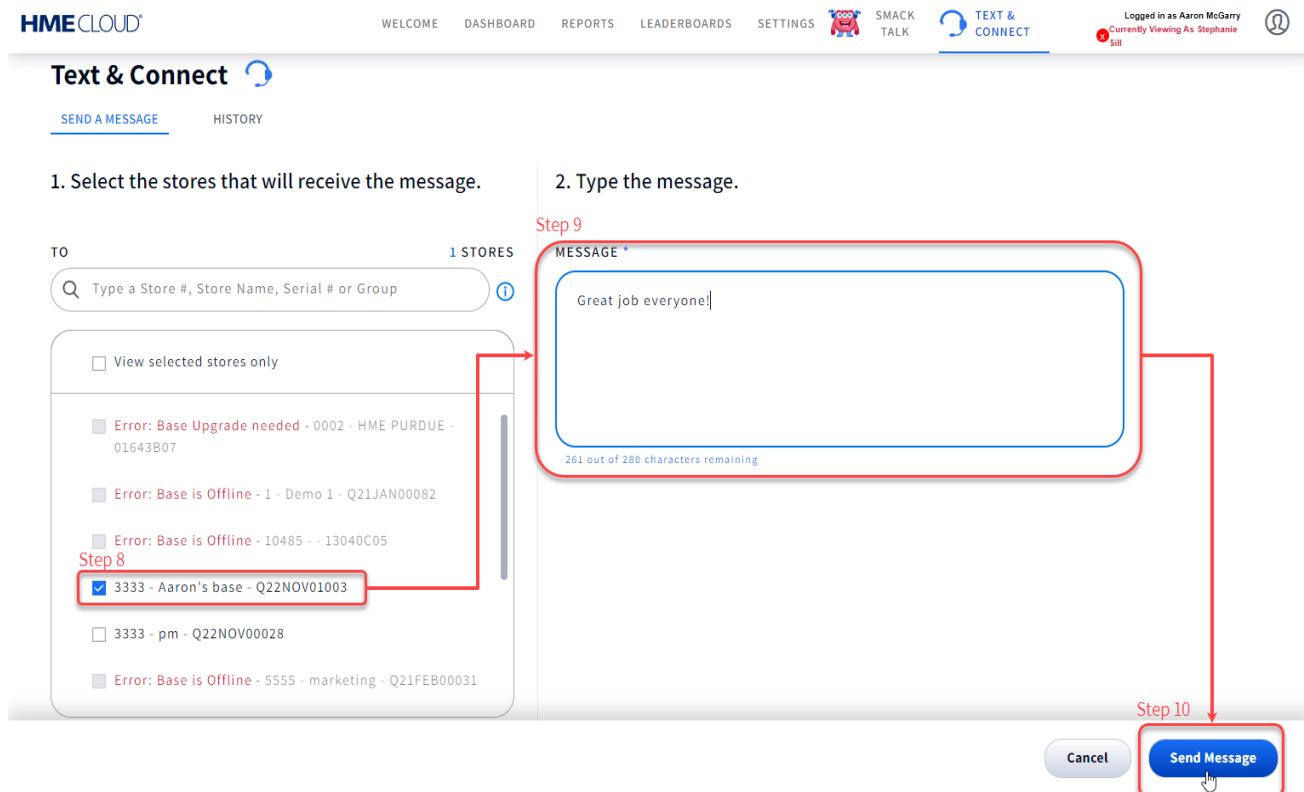 HME CLOUD®
WELCOME
DASHBOARD
REPORTS
LEADERBOARDS
SETTINGS
SMACK
TALK
TEXT &
CONNECT
Logged in as Aaron McGarry
x Currently Viewing As Stephanie
Sill
Text & Connect
SEND A MESSAGE
HISTORY
1. Select the stores that will receive the message.
TO
1 STORES
Type a Store #, Store Name, Serial # or Group
i
View selected stores only
Error: Base Upgrade needed - 0002 - HME PURDUE -
01643B07
Error: Base is Offline - 1 - Demo 1 - Q21JAN00082
Error: Base is Offline - 10485 - - 13040C05
Step 8
3333 - Aaron's base - Q22NOV01003
3333 - pm - Q22NOV00028
Error: Base is Offline - 5555 - marketing - Q21FEB00031
2. Type the message.
Step 9
MESSAGE *
Great job everyone!
261 out of 280 characters remaining
Step 10
Cancel
Send Message